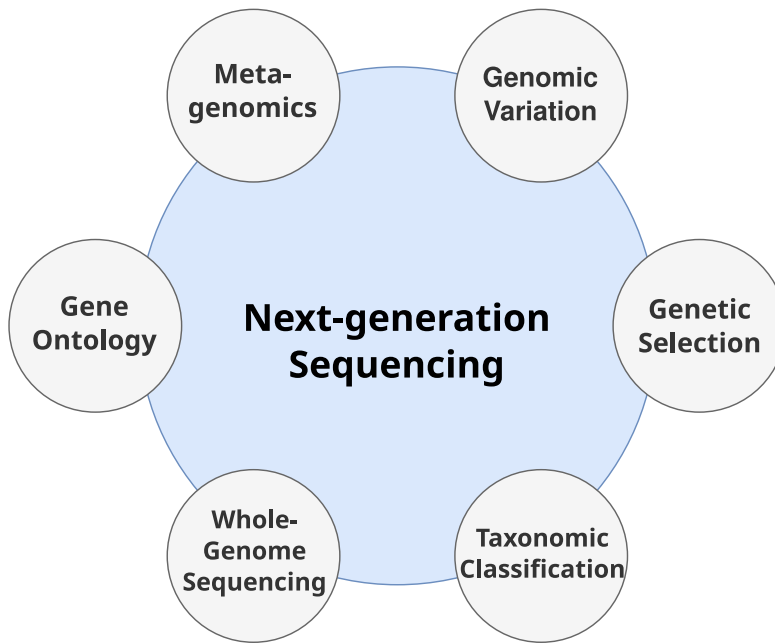 Meta-
genomics
Genomic
Variation
Gene
Ontology
Next-generation
Sequencing
Genetic
Selection
Whole-
Genome
Sequencing
Taxonomic
Classification